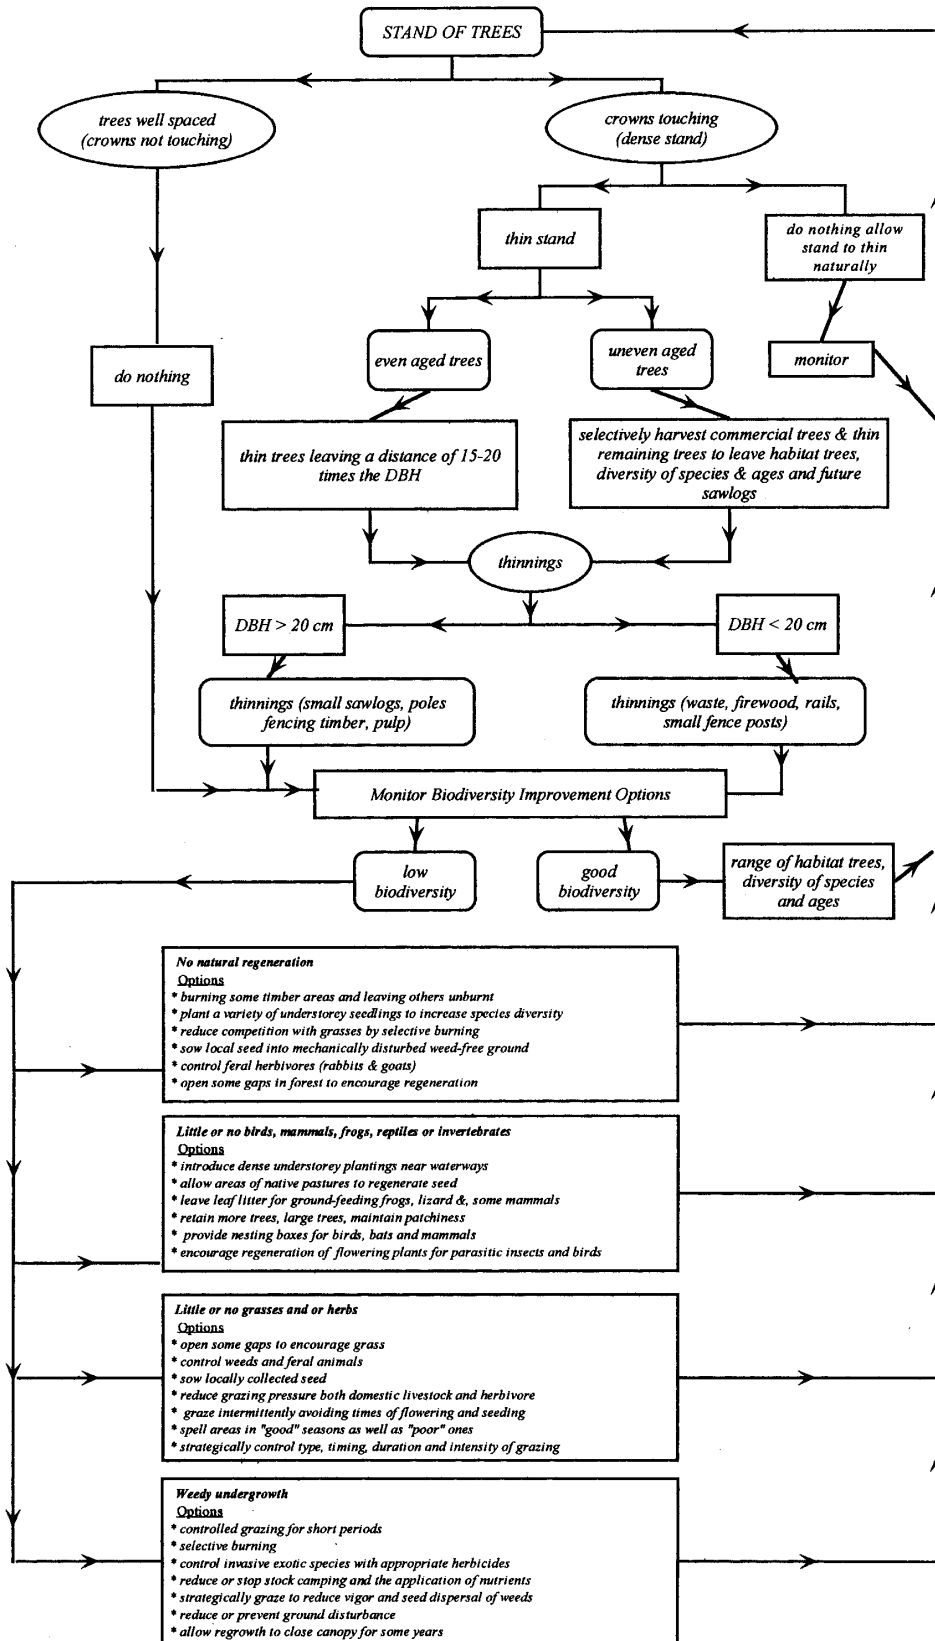 STAND OF TREES
trees well spaced
(crowns not touching)
crowns touching
(dense stand)
thin stand
do nothing allow
stand to thin
naturally
even aged trees
uneven aged
trees
monitor
do nothing
thin trees leaving a distance of 15-20
times the DBH
selectively harvest commercial trees & thin
remaining trees to leave habitat trees,
diversity of species & ages and future
sawlogs
thinnings
DBH > 20 cm
DBH < 20 cm
thinnings (small sawlogs, poles
fencing timber, pulp)
thinnings (waste, firewood, rails,
small fence posts)
Monitor Biodiversity Improvement Options
low
biodiversity
good
biodiversity
range of habitat trees,
diversity of species
and ages
No natural regeneration
Options
* burning some timber areas and leaving others unburnt
* plant a variety of understorey seedlings to increase species diversity
* reduce competition with grasses by selective burning
* sow local seed into mechanically disturbed weed-free ground
* control feral herbivores (rabbits & goats)
* open some gaps in forest to encourage regeneration
Little or no birds, mammals, frogs, reptiles or invertebrates
Options
* introduce dense understorey plantings near waterways
* allow areas of native pastures to regenerate seed
* leave leaf litter for ground-feeding frogs, lizard &, some mammals
* retain more trees, large trees, maintain patchiness
* provide nesting boxes for birds, bats and mammals
* encourage regeneration of flowering plants for parasitic insects and birds
Little or no grasses and or herbs
Options
* open some gaps to encourage grass
* control weeds and feral animals
* sow locally collected seed
* reduce grazing pressure both domestic livestock and herbivore
* graze intermittently avoiding times of flowering and seeding
* spell areas in "good" seasons as well as "poor" ones
* strategically control type, timing, duration and intensity of grazing
Weedy undergrowth
Options
* controlled grazing for short periods
* selective burning
* control invasive exotic species with appropriate herbicides
* reduce or stop stock camping and the application of nutrients
* strategically graze to reduce vigor and seed dispersal of weeds
* reduce or prevent ground disturbance
* allow regrowth to close canopy for some years